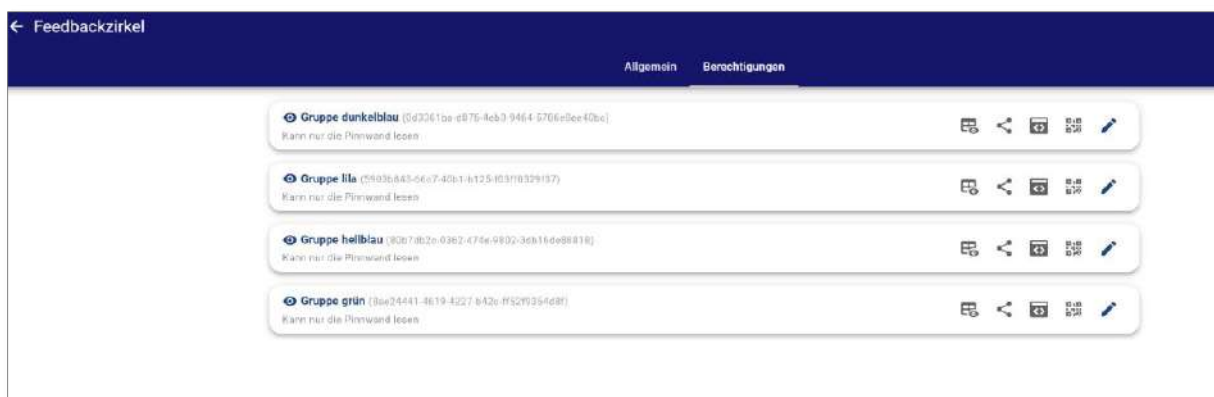 Feedbackzirkel
Allgemein Berechtigungen
Gruppe dunkelblau
Kann nur die Pinnwand lesen
Gruppe lila
Kann nur die Pinnwand lesen
Gruppe hellblau
Kann nur die Pinnwand lesen
Gruppe grün
Kann nur die Pinnwand lesen